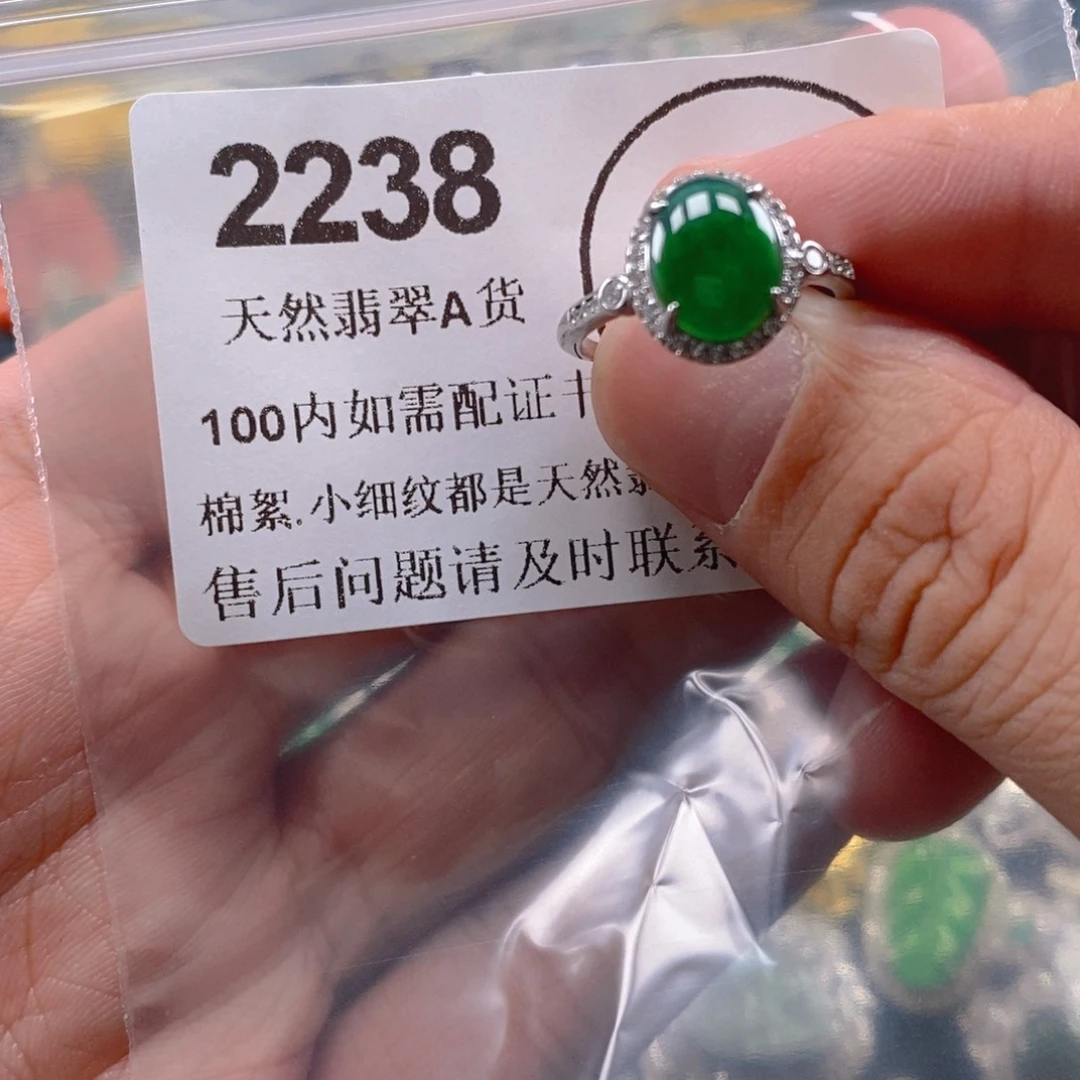 2238
天然翡翠A货
100内如需配证
棉絮.小细纹都是天然
售后问题请及时联系